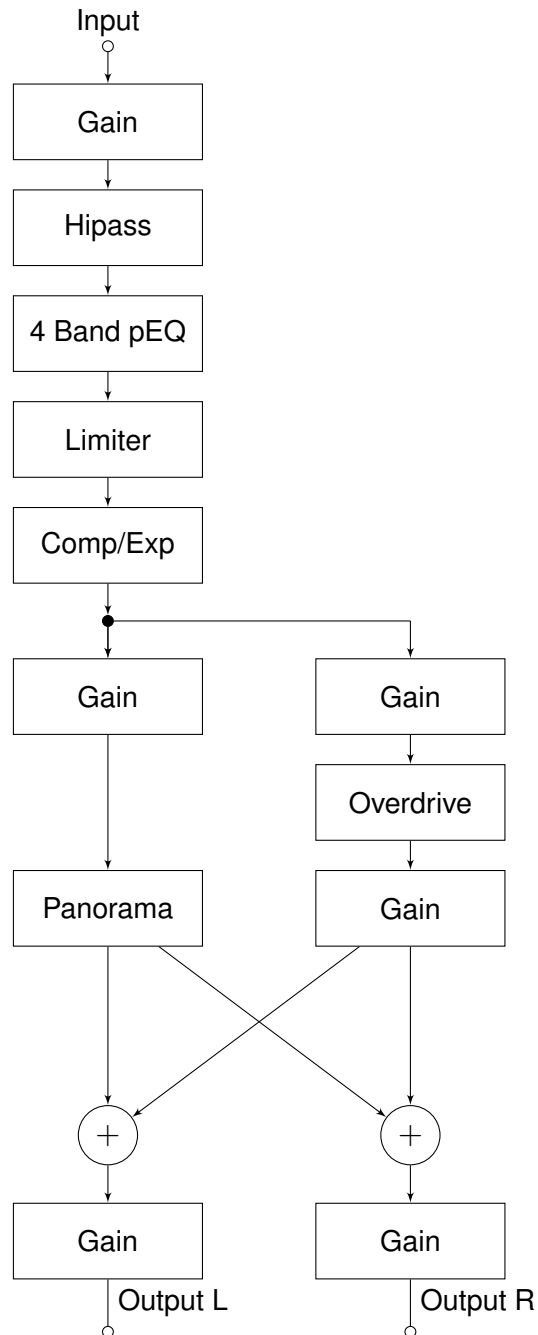 Input
Gain
Hipass
4 Band pEQ
Limiter
Comp/Exp
Gain
Gain
Overdrive
Panorama
Gain
+
+
Gain
Gain
Output L
Output R